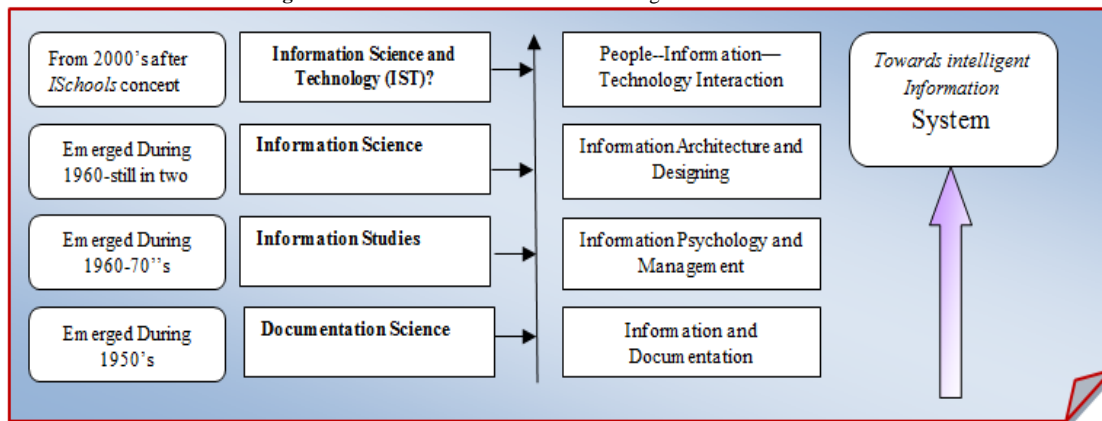 From 2000's after
ISchools concept
Information Science and
Technology (IST)?
People--Information—
Technology Interaction
Towards intelligent
Information
System
Emerged During
1960-still in two
Information Science
Information Architecture and
Designing
Emerged During
1960-70''s
Information Studies
Information Psychology and
Management
Emerged During
1950's
Documentation Science
Information and
Documentation